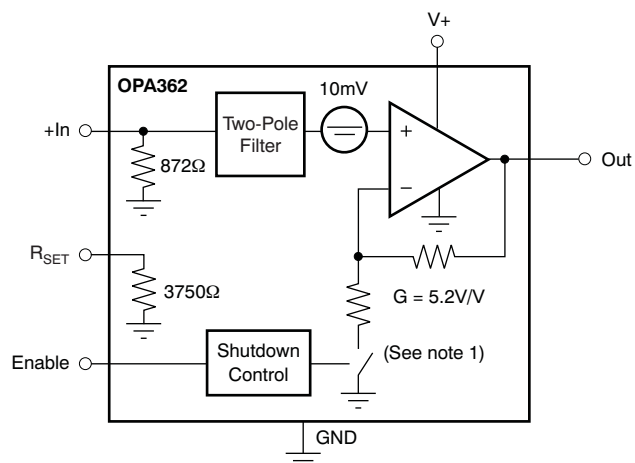 V+
OPA362
10mV
+In
Two-Pole
Filter
+
872Ω
Out
−
RSET
3750Ω
G = 5.2V/V
Enable
Shutdown
Control
(See note 1)
GND